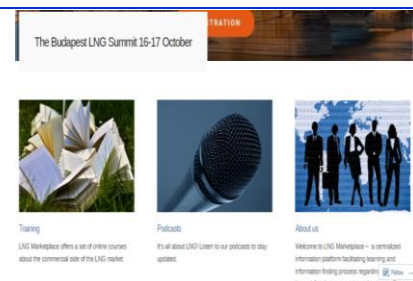 STRATION
The Budapest LNG Summit 16-17 October
Training
LNG Marketplace offers a set of online courses
about the commercial side of the LNG market.
Podcasts
It's all about LNG! Listen to our podcasts to stay
updated.
About us
Welcome to LNG Marketplace – a centralized
information platform facilitating learning and
information finding process regarding
Follow